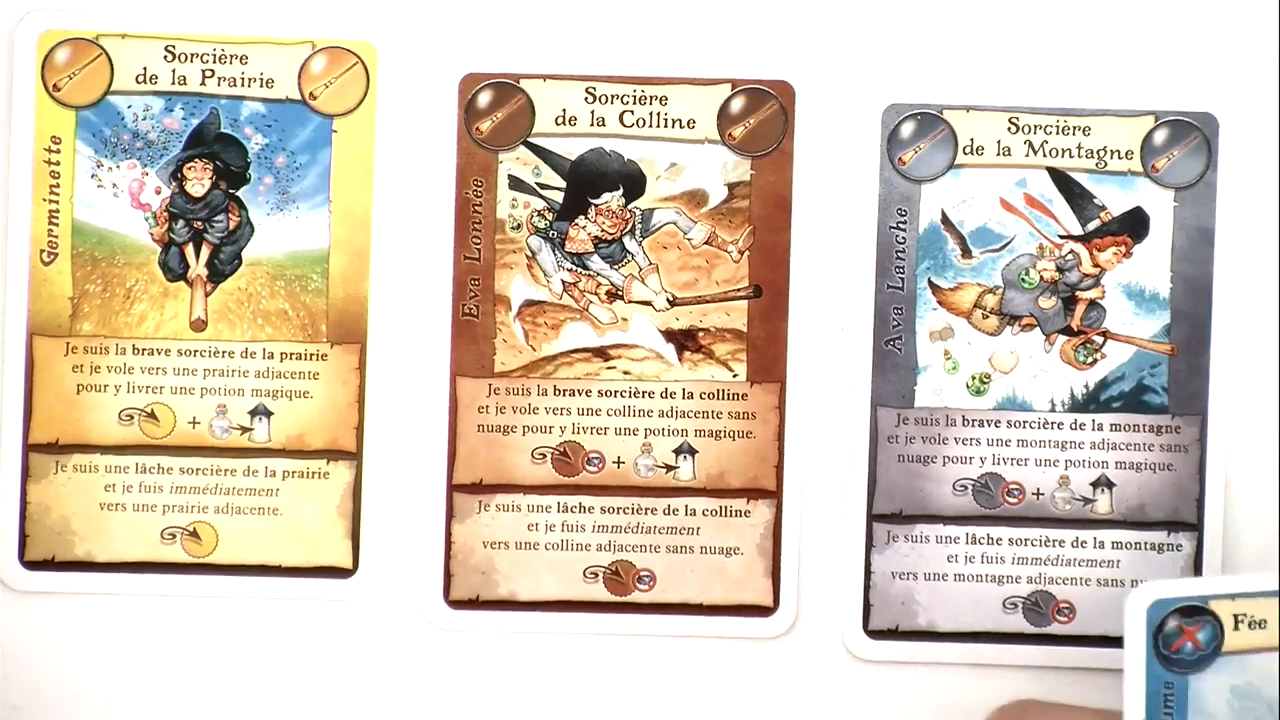 Sorcière
de la Prairie
Germinette
Je suis la brave sorcière de la prairie
et je vole vers une prairie adjacente
pour y livrer une potion magique.
+
Je suis une lâche sorcière de la prairie
et je fuis immédiatement
vers une prairie adjacente.
Sorcière
de la Colline
Eva Lonnée
Je suis la brave sorcière de la colline
et je vole vers une colline adjacente sans
nuage pour y livrer une potion magique.
+
Je suis une lâche sorcière de la colline
et je fuis immédiatement
vers une colline adjacente sans nuage.
Sorcière
de la Montagne
Ava Lanche
Je suis la brave sorcière de la montagne
et je vole vers une montagne adjacente sans
nuage pour y livrer une potion magique.
+
Je suis une lâche sorcière de la montagne
et je fuis immédiatement
vers une montagne adjacente sans
Fée